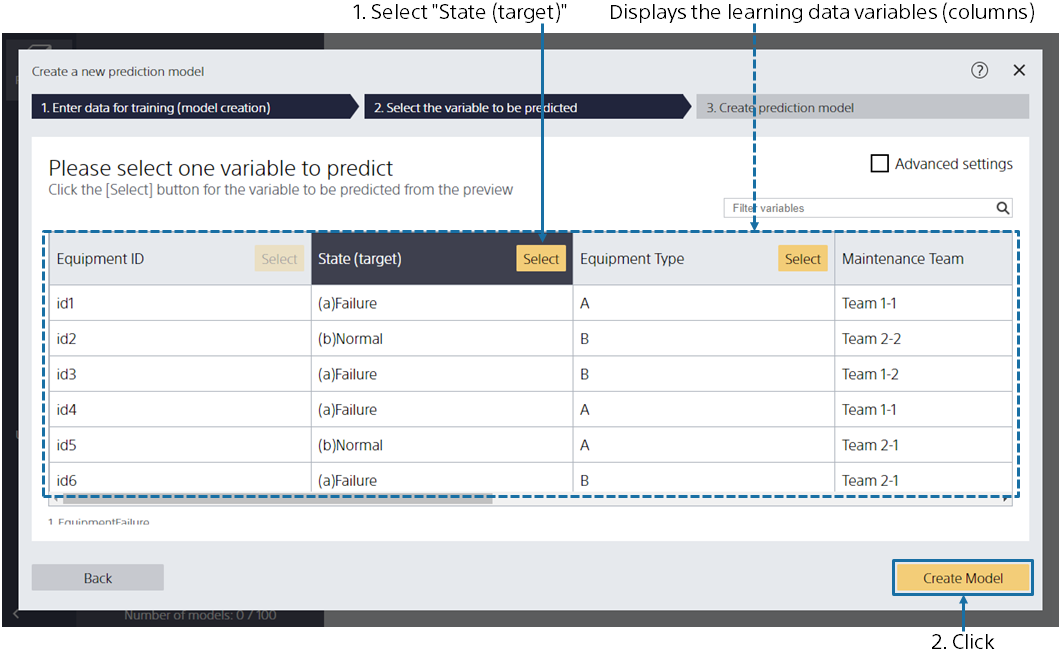 1. Select "State (target)"
Displays the learning data variables (columns)
Create a new prediction model
?
1. Enter data for training (model creation)
2. Select the variable to be predicted
3. Create prediction model
Please select one variable to predict
Click the [Select] button for the variable to be predicted from the preview
Advanced settings
Filter variables
Equipment ID Select State (target) Select Equipment Type Select Maintenance Team
id1 (a)Failure A Team 1-1
id2 (b)Normal B Team 2-2
id3 (a)Failure B Team 1-2
id4 (a)Failure A Team 1-1
id5 (b)Normal A Team 2-1
id6 (a)Failure B Team 2-1
1_EquipmentFailure
Back
Create Model
Number of models: 0 / 100
2. Click